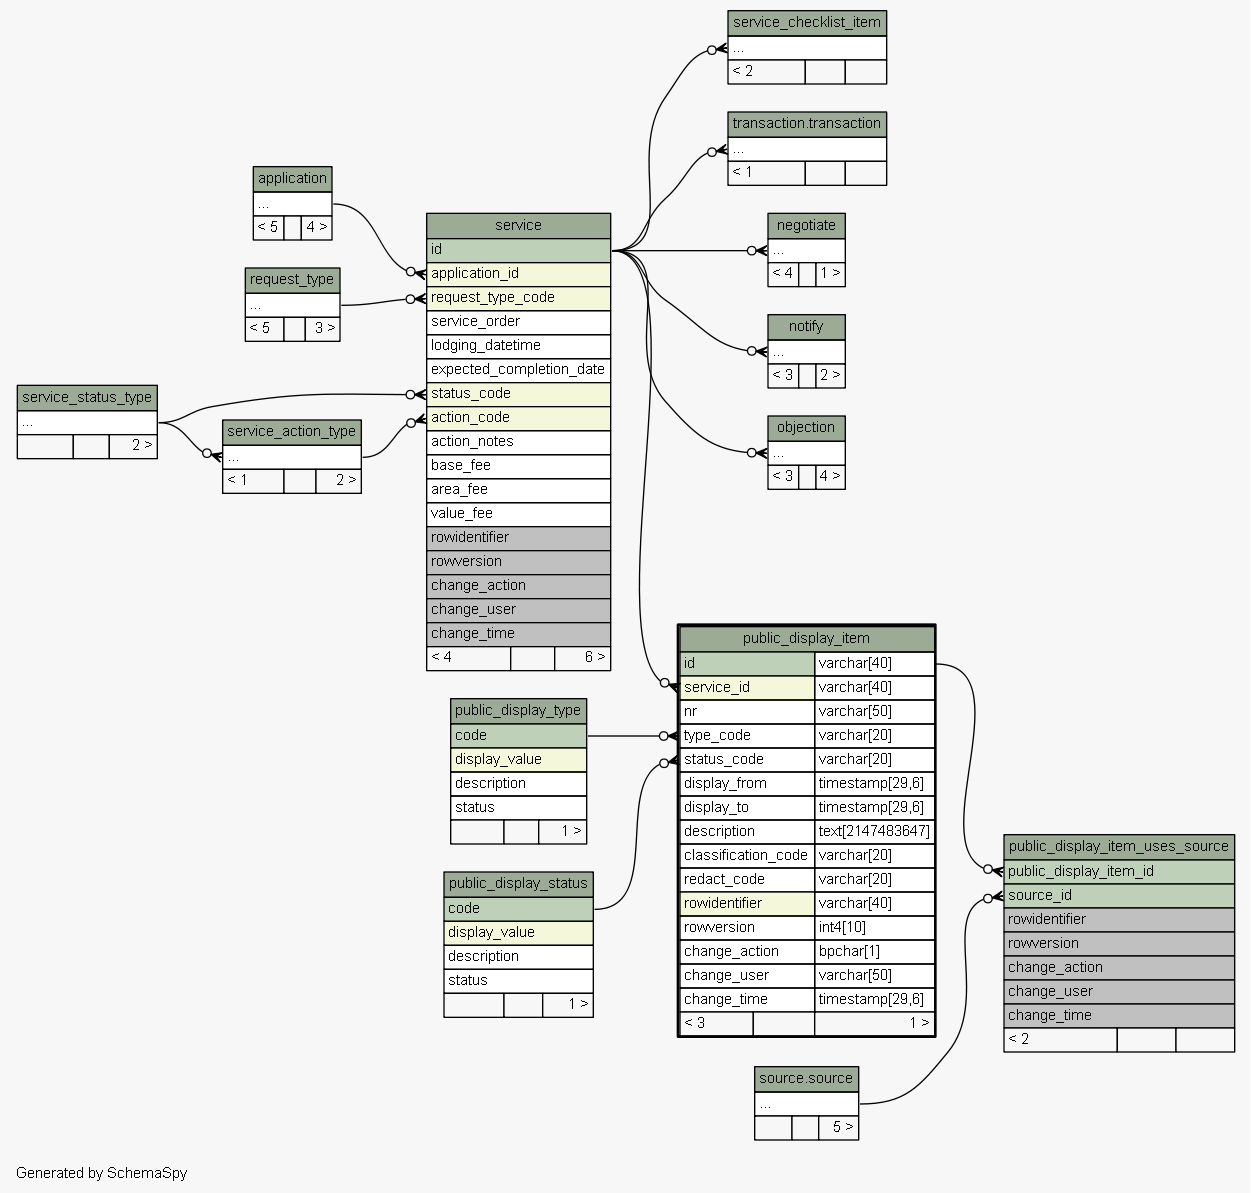 service_checklist_item
...
< 2
transaction.transaction
...
< 1
application
...
< 5 4 >
request_type
...
< 5 3 >
service_status_type
...
2 >
service_action_type
...
< 1 2 >
service
id
application_id
request_type_code
service_order
lodging_datetime
expected_completion_date
status_code
action_code
action_notes
base_fee
area_fee
value_fee
rowidentifier
rowversion
change_action
change_user
change_time
< 4 6 >
negotiate
...
< 4 1 >
notify
...
< 3 2 >
objection
...
< 3 4 >
public_display_type
code
display_value
description
status
1 >
public_display_status
code
display_value
description
status
1 >
public_display_item
id varchar[40]
service_id varchar[40]
nr varchar[50]
type_code varchar[20]
status_code varchar[20]
display_from timestamp[29,6]
display_to timestamp[29,6]
description text[2147483647]
classification_code varchar[20]
redact_code varchar[20]
rowidentifier varchar[40]
rowversion int4[10]
change_action bpchar[1]
change_user varchar[50]
change_time timestamp[29,6]
< 3 1 >
public_display_item_uses_source
public_display_item_id
source_id
rowidentifier
rowversion
change_action
change_user
change_time
< 2
source.source
...
5 >
Generated by SchemaSpy